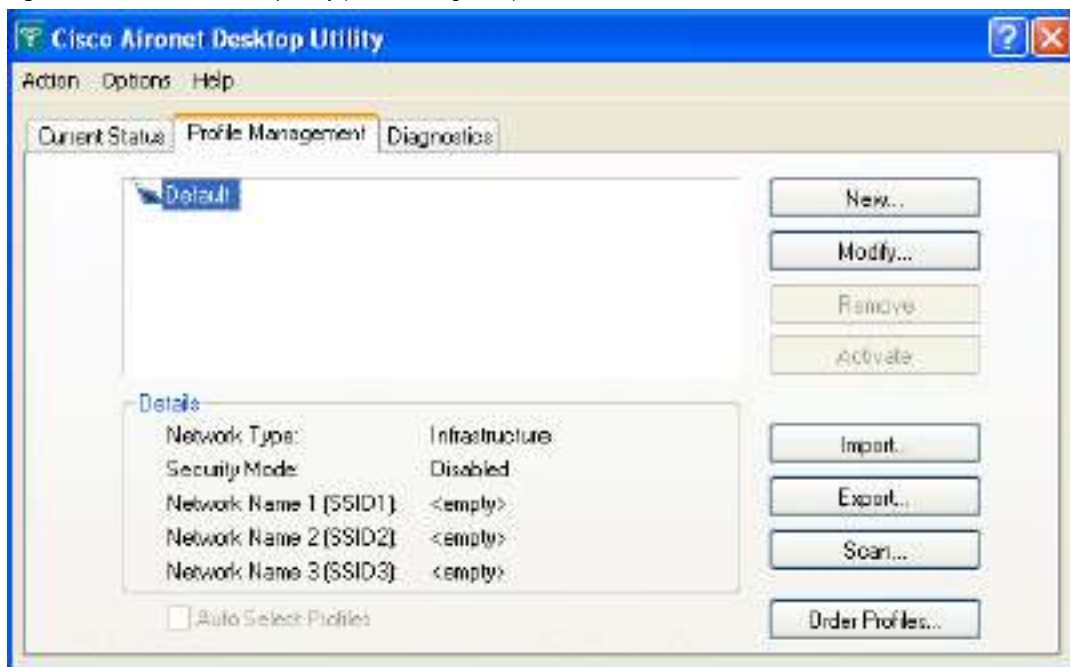 Cisco Aironet Desktop Utility
Action Options Help
Current Status Profile Management Diagnostics
Default
New...
Modify...
Remove
Activate
Details
Network Type: Infrastructure
Security Mode: Disabled
Network Name 1 (SSID1): <empty>
Network Name 2 (SSID2): <empty>
Network Name 3 (SSID3): <empty>
Import...
Export...
Scan...
Auto Select Profiles
Order Profiles...